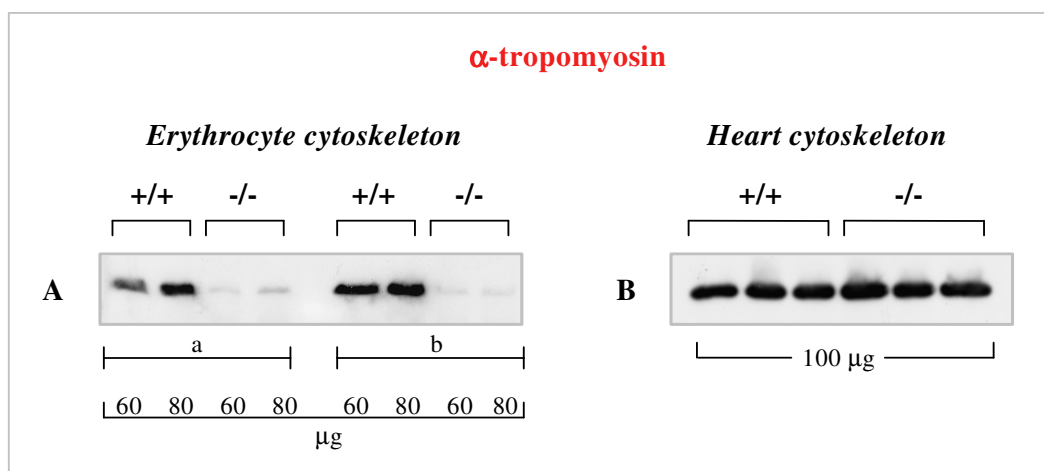 α-tropomyosin
Erythrocyte cytoskeleton
Heart cytoskeleton
+/+ -/- +/+ -/-
+/+ -/-
A
B
a b
100 µg
60 80 60 80 60 80 60 80
µg